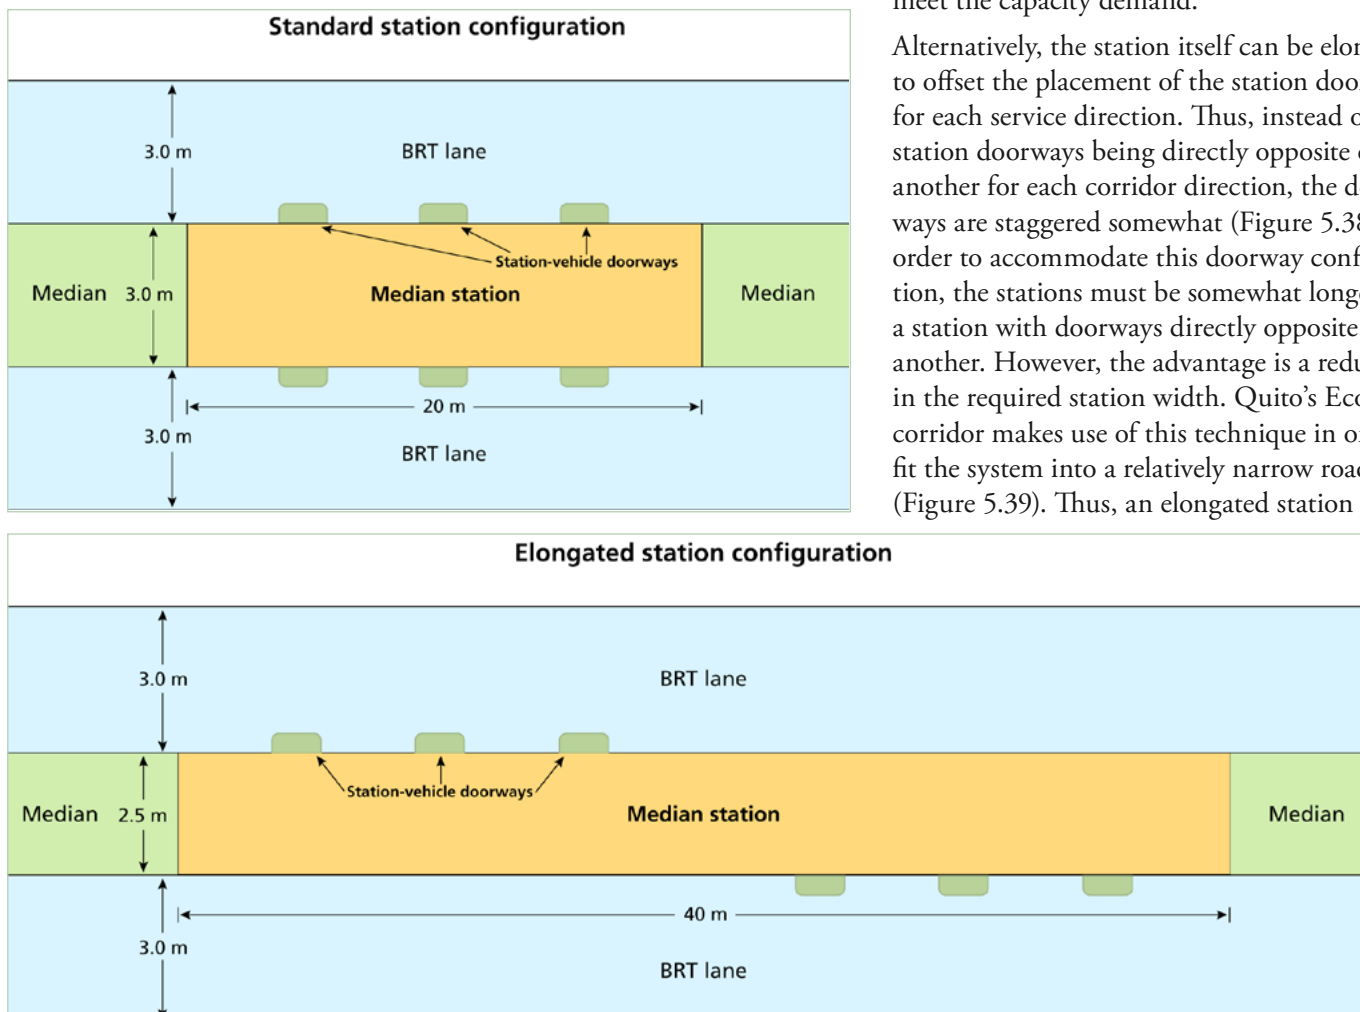 Standard station configuration
3.0 m
BRT lane
Station-vehicle doorways
Median
3.0 m
Median station
Median
20 m
3.0 m
BRT lane
meet the capacity demand.
Alternatively, the station itself can be elon
to offset the placement of the station doo
for each service direction. Thus, instead o
station doorways being directly opposite
another for each corridor direction, the d
ways are staggered somewhat (Figure 5.38
order to accommodate this doorway conf
tion, the stations must be somewhat long
a station with doorways directly opposite
another. However, the advantage is a redu
in the required station width. Quito's Eco
corridor makes use of this technique in o
fit the system into a relatively narrow road
(Figure 5.39). Thus, an elongated station
Elongated station configuration
3.0 m
BRT lane
Station-vehicle doorways
Median
2.5 m
Median station
Median
40 m
3.0 m
BRT lane